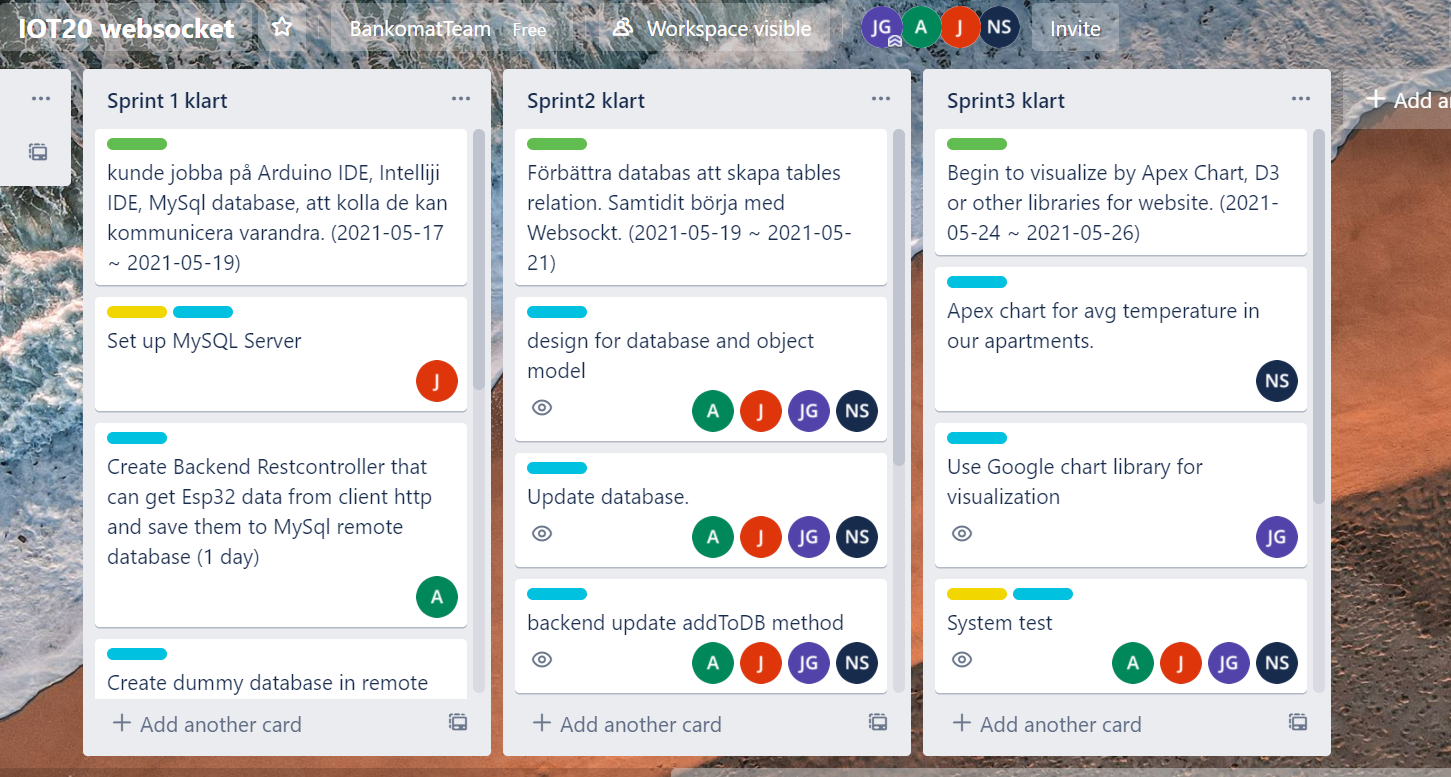 IOT20 websocket
BankomatTeam Free
Workspace visible
JG A J NS
Invite
Sprint 1 klart
kunde jobba på Arduino IDE, Intelliji
IDE, MySql database, att kolla de kan
kommunicera varandra. (2021-05-17
~ 2021-05-19)
Set up MySQL Server
J
Create Backend Restcontroller that
can get Esp32 data from client http
and save them to MySql remote
database (1 day)
A
Create dummy database in remote
Add another card
Sprint2 klart
Förbättra databas att skapa tables
relation. Samtidit börja med
Websockt. (2021-05-19 ~ 2021-05-
21)
design for database and object
model
A J JG NS
Update database.
A J JG NS
backend update addToDB method
A J JG NS
Add another card
Sprint3 klart
Begin to visualize by Apex Chart, D3
or other libraries for website. (2021-
05-24 ~ 2021-05-26)
Apex chart for avg temperature in
our apartments.
NS
Use Google chart library for
visualization
JG
System test
A J JG NS
Add another card
Add